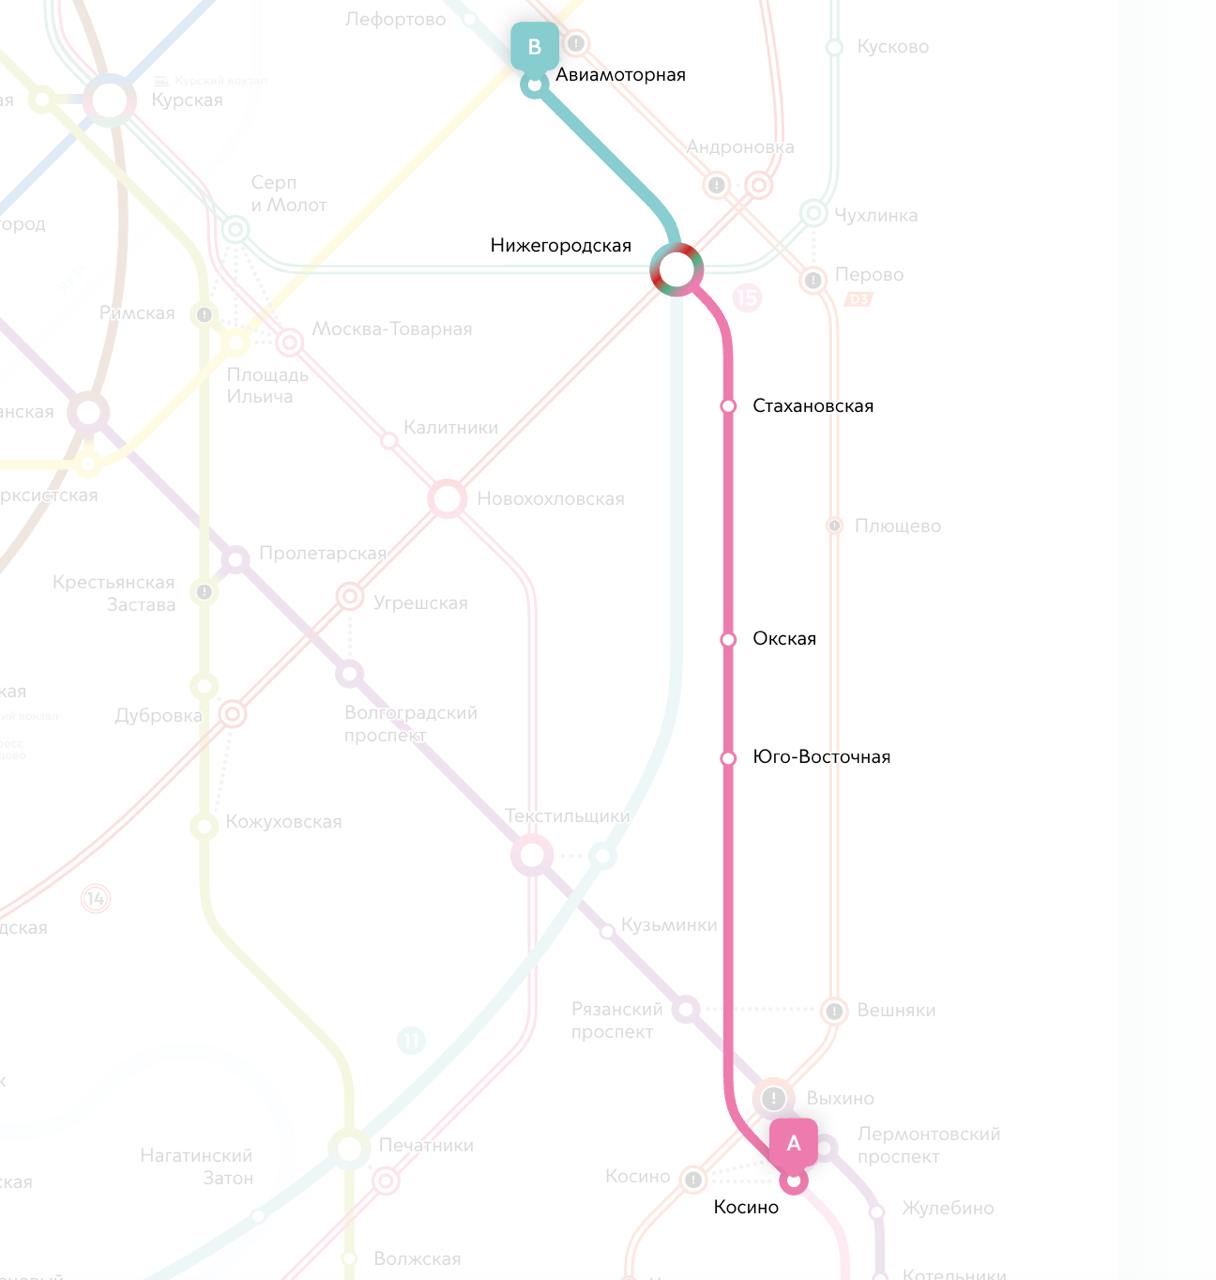 Лефортово
B
Авиамоторная
Кусково
Курский вокзал
Курская
Андроновка
Серп
и Молот
Чухлинка
Нижегородская
Перово
D3
15
Римская
Москва-Товарная
Площадь
Ильича
Стахановская
Калитники
Новохохловская
Плющево
Пролетарская
Крестьянская
Застава
Угрешская
Окская
Волгоградский
проспект
Дубровка
Юго-Восточная
Текстильщики
Кожуховская
14
Кузьминки
Рязанский
проспект
Вешняки
11
Выхино
A
Лермонтовский
проспект
Печатники
Нагатинский
Затон
Косино
Косино
Жулебино
Волжская
Котельники